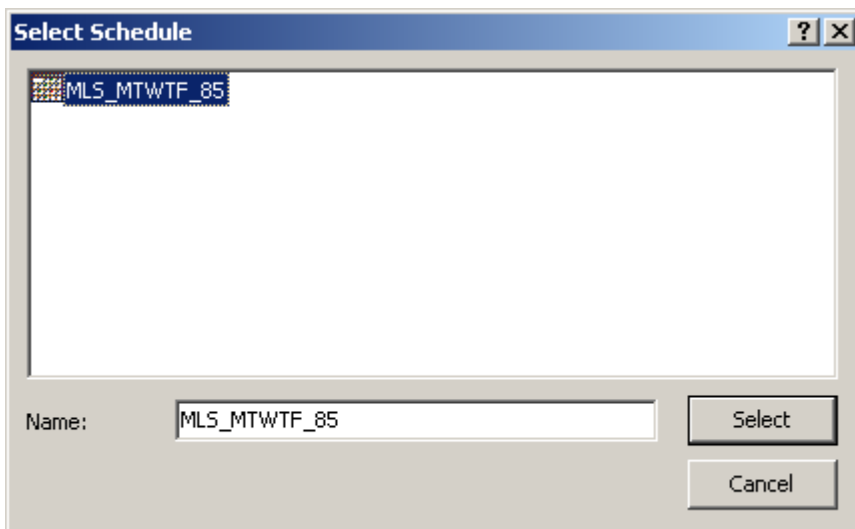 Select Schedule
MLS_MTWTF_85
Name:
MLS_MTWTF_85
Select
Cancel